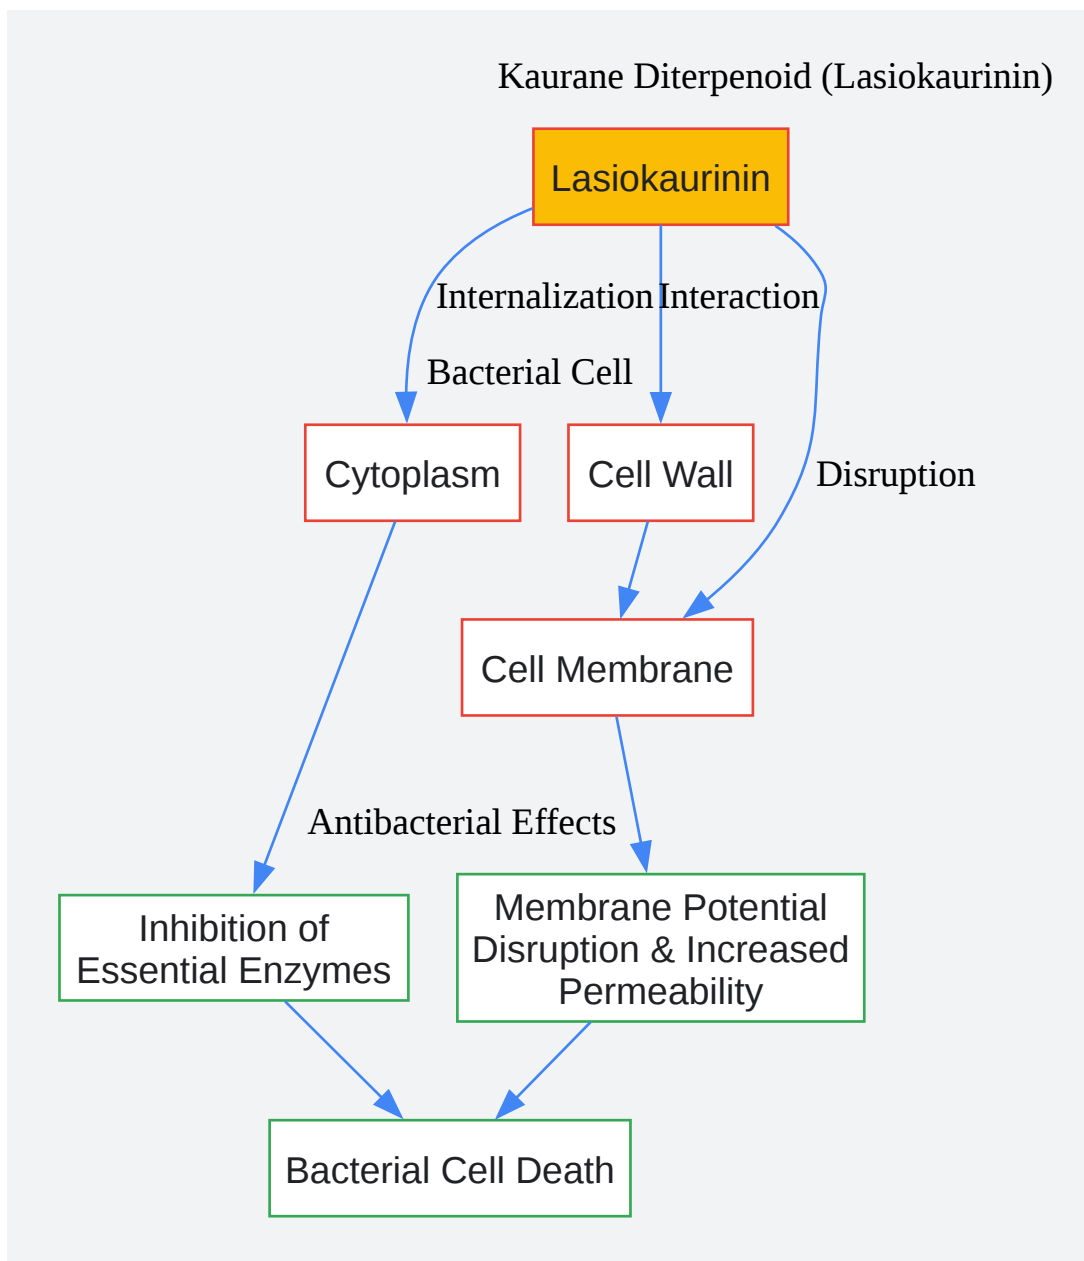 Kaurane Diterpenoid (Lasiokaurinin)
Lasiokaurinin
Internalization
Interaction
Bacterial Cell
Cytoplasm
Cell Wall
Disruption
Cell Membrane
Antibacterial Effects
Inhibition of
Essential Enzymes
Membrane Potential
Disruption & Increased
Permeability
Bacterial Cell Death